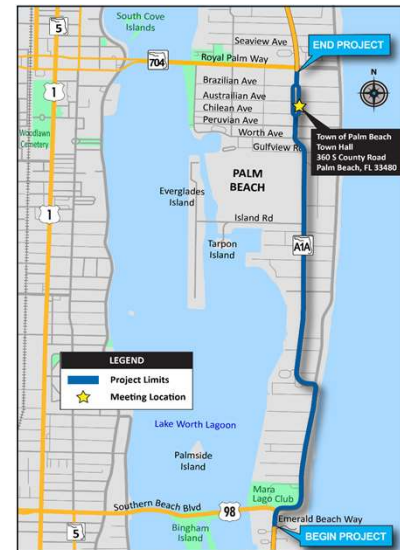 South Cove
Islands
5
Seaview Ave
END PROJECT
704
Royal Palm Way
N
1
Brazilian Ave
Austrailian Ave
Chilean Ave
Peruvian Ave
Woodlawn
Cemetery
Worth Ave
Gulfview Rd
Town of Palm Beach
Town Hall
360 S County Road
Palm Beach, FL 33480
PALM
BEACH
Everglades
Island
1
Island Rd
Tarpon
Island
A1A
LEGEND
Project Limits
Meeting Location
Lake Worth Lagoon
Palmside
Island
Mara
Lago Club
Southern Beach Blvd
98
Emerald Beach Way
5
Bingham
Island
BEGIN PROJECT